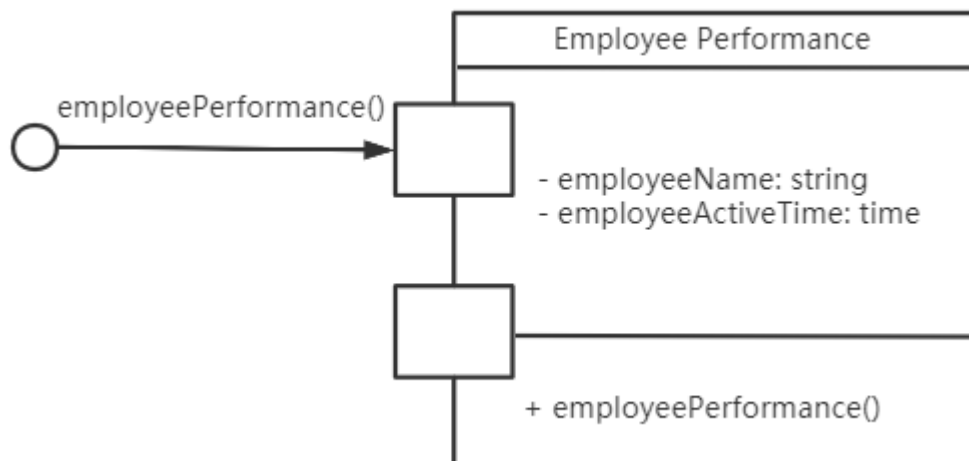 Employee Performance
employeePerformance()
- employeeName: string
- employeeActiveTime: time
+ employeePerformance()